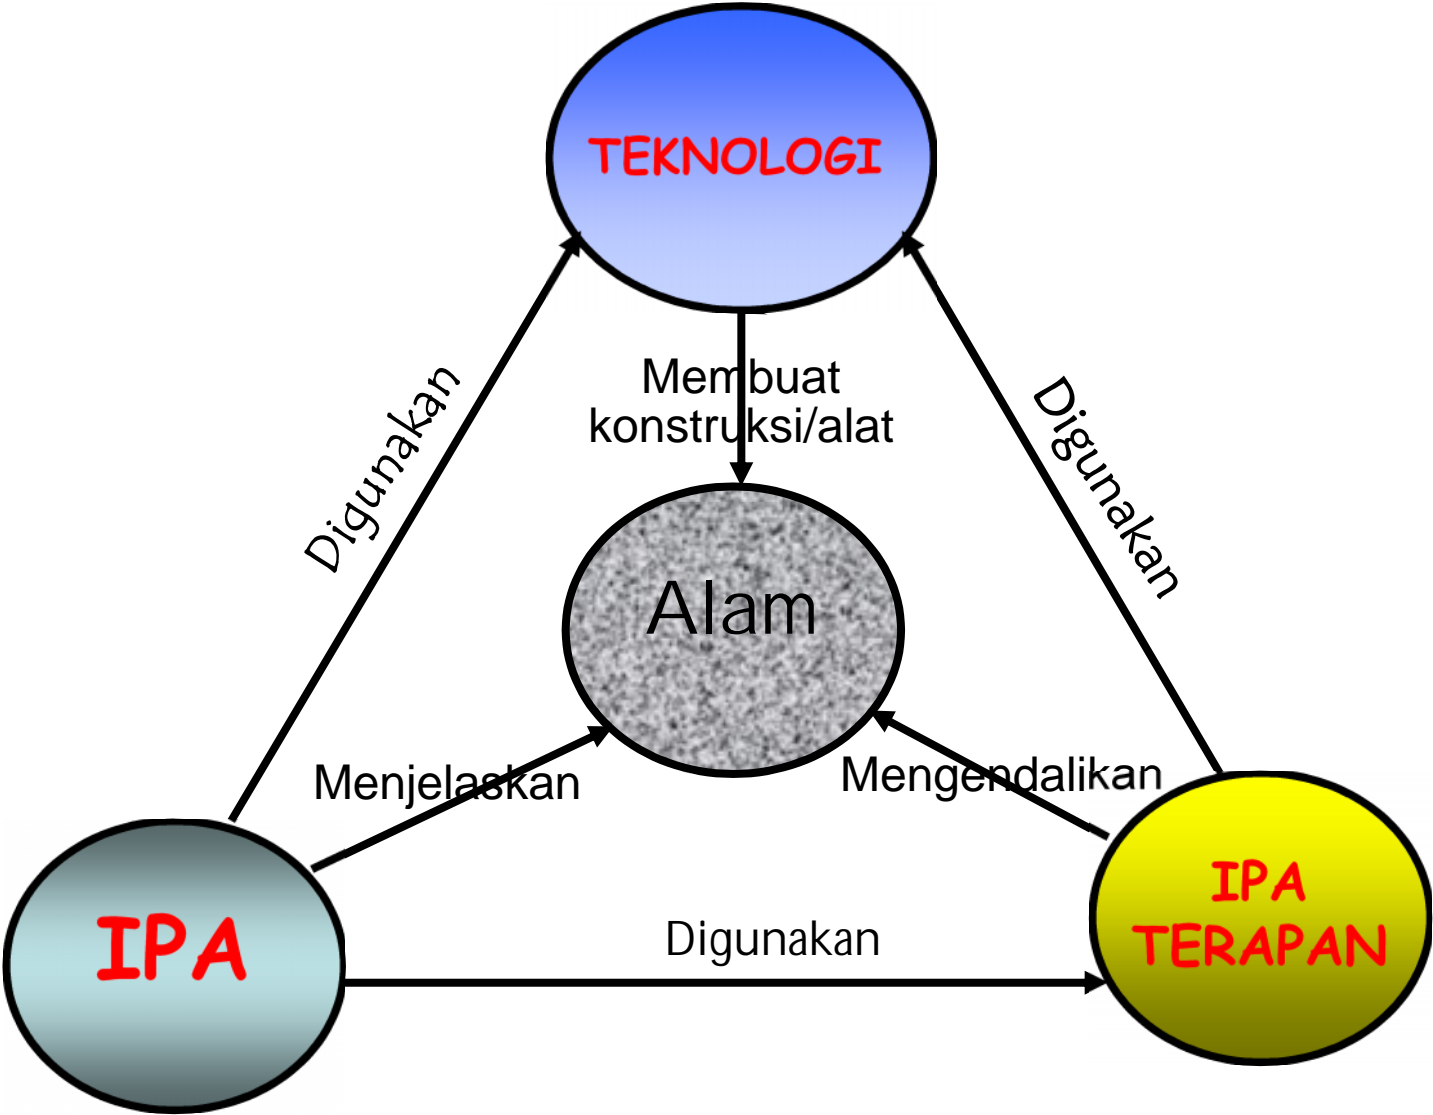 TEKNOLOGI
Membuat
konstruksi/alat
Digunakan
Digunakan
Alam
Menjelaskan
Mengendalikan
IPA
TERAPAN
IPA
Digunakan